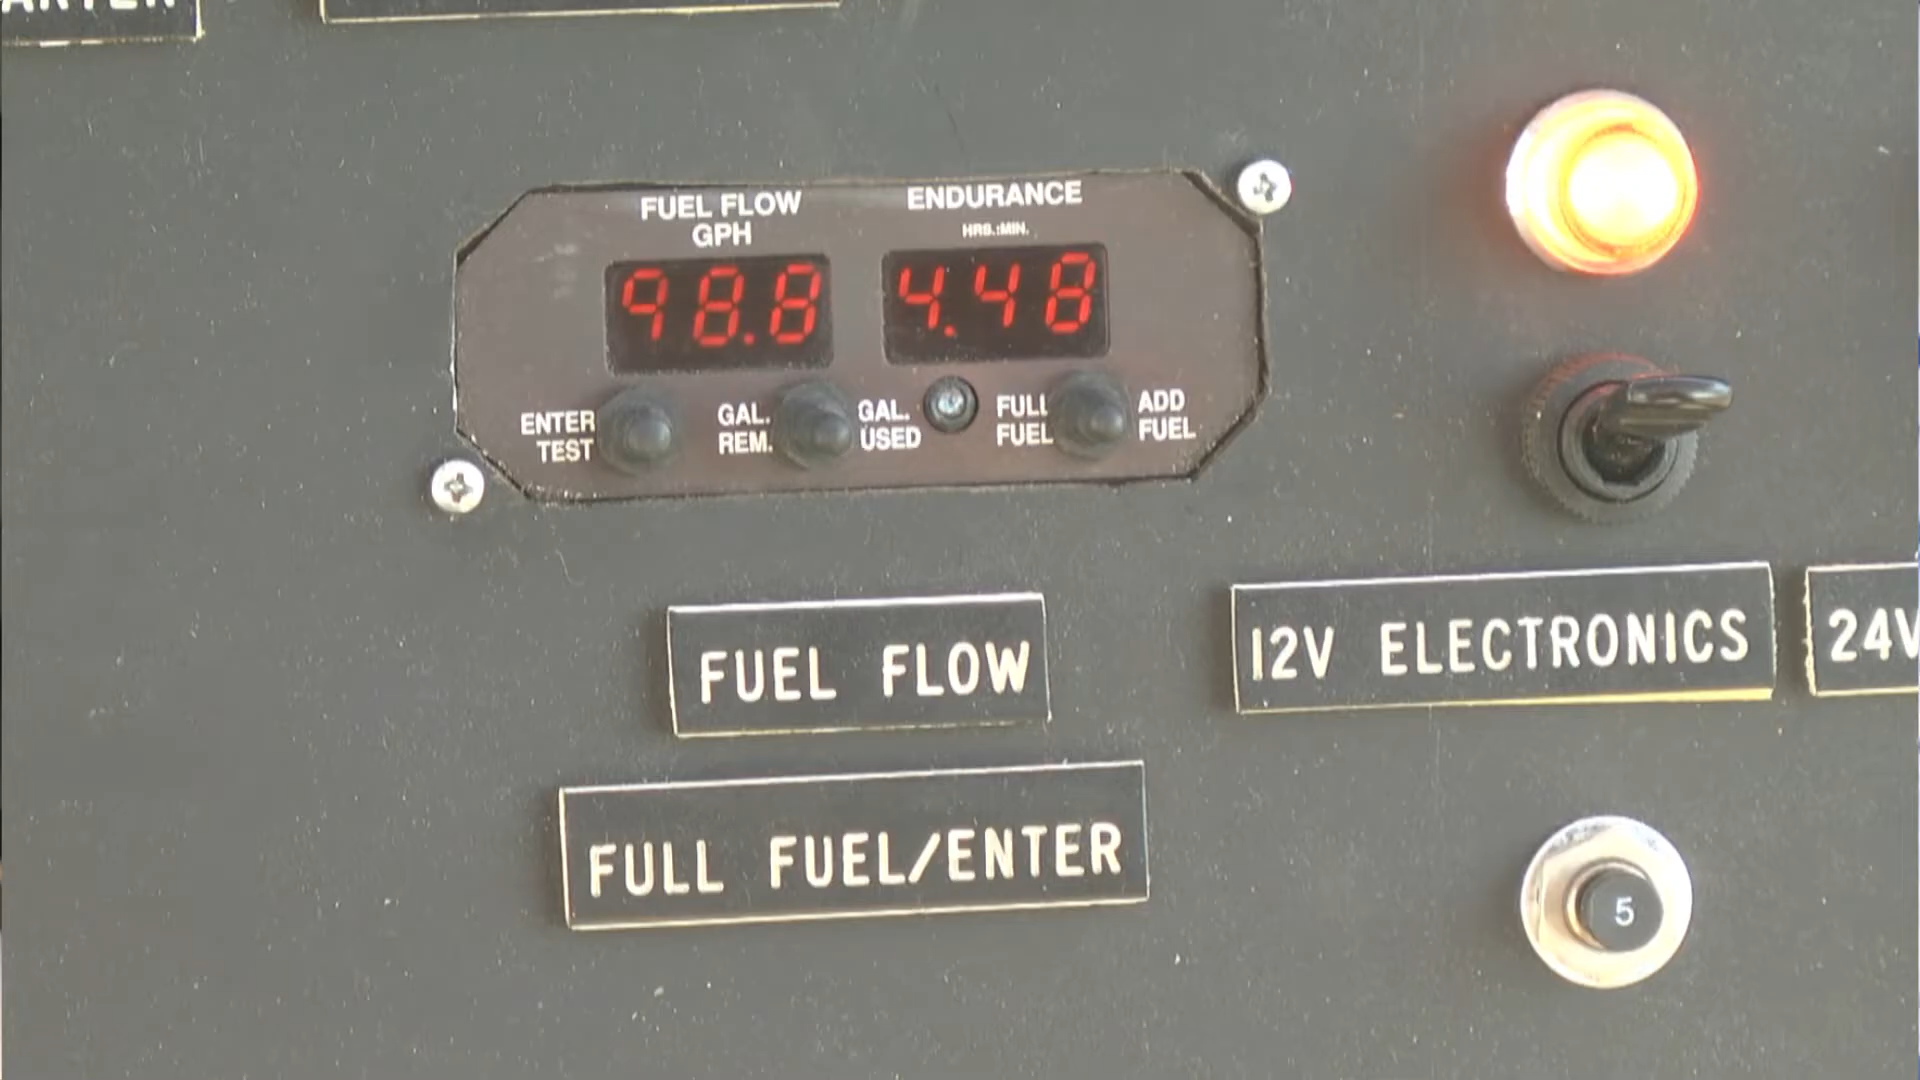 FUEL FLOW
GPH
ENDURANCE
HRS.:MIN.
98.8
4.48
ENTER
TEST
GAL.
REM.
GAL.
USED
FULL
FUEL
ADD
FUEL
FUEL FLOW
12V ELECTRONICS
24V
FULL FUEL/ENTER
5